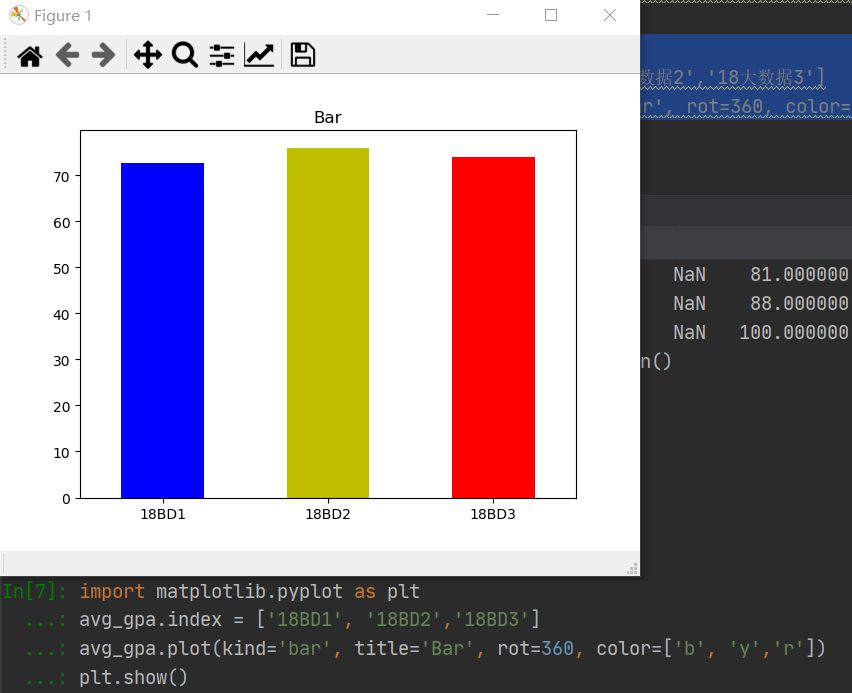 Figure 1
数据2','18大数据3']
r', rot=360, color=
Bar
70
60
50
40
30
20
10
0
18BD1 18BD2 18BD3
NaN 81.000000
NaN 88.000000
NaN 100.000000
n()
In[7]: import matplotlib.pyplot as plt
...: avg_gpa.index = ['18BD1', '18BD2','18BD3']
...: avg_gpa.plot(kind='bar', title='Bar', rot=360, color=['b', 'y','r'])
...: plt.show()